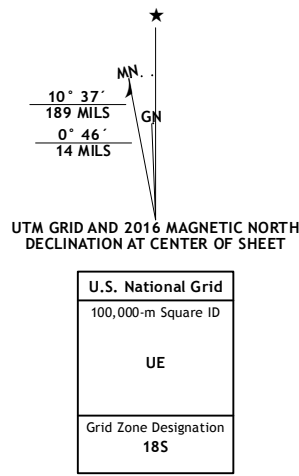 ★
MN
10° 37´
189 MILS
GN
0° 46´
14 MILS
UTM GRID AND 2016 MAGNETIC NORTH
DECLINATION AT CENTER OF SHEET
U.S. National Grid
100,000-m Square ID
UE
Grid Zone Designation
18S